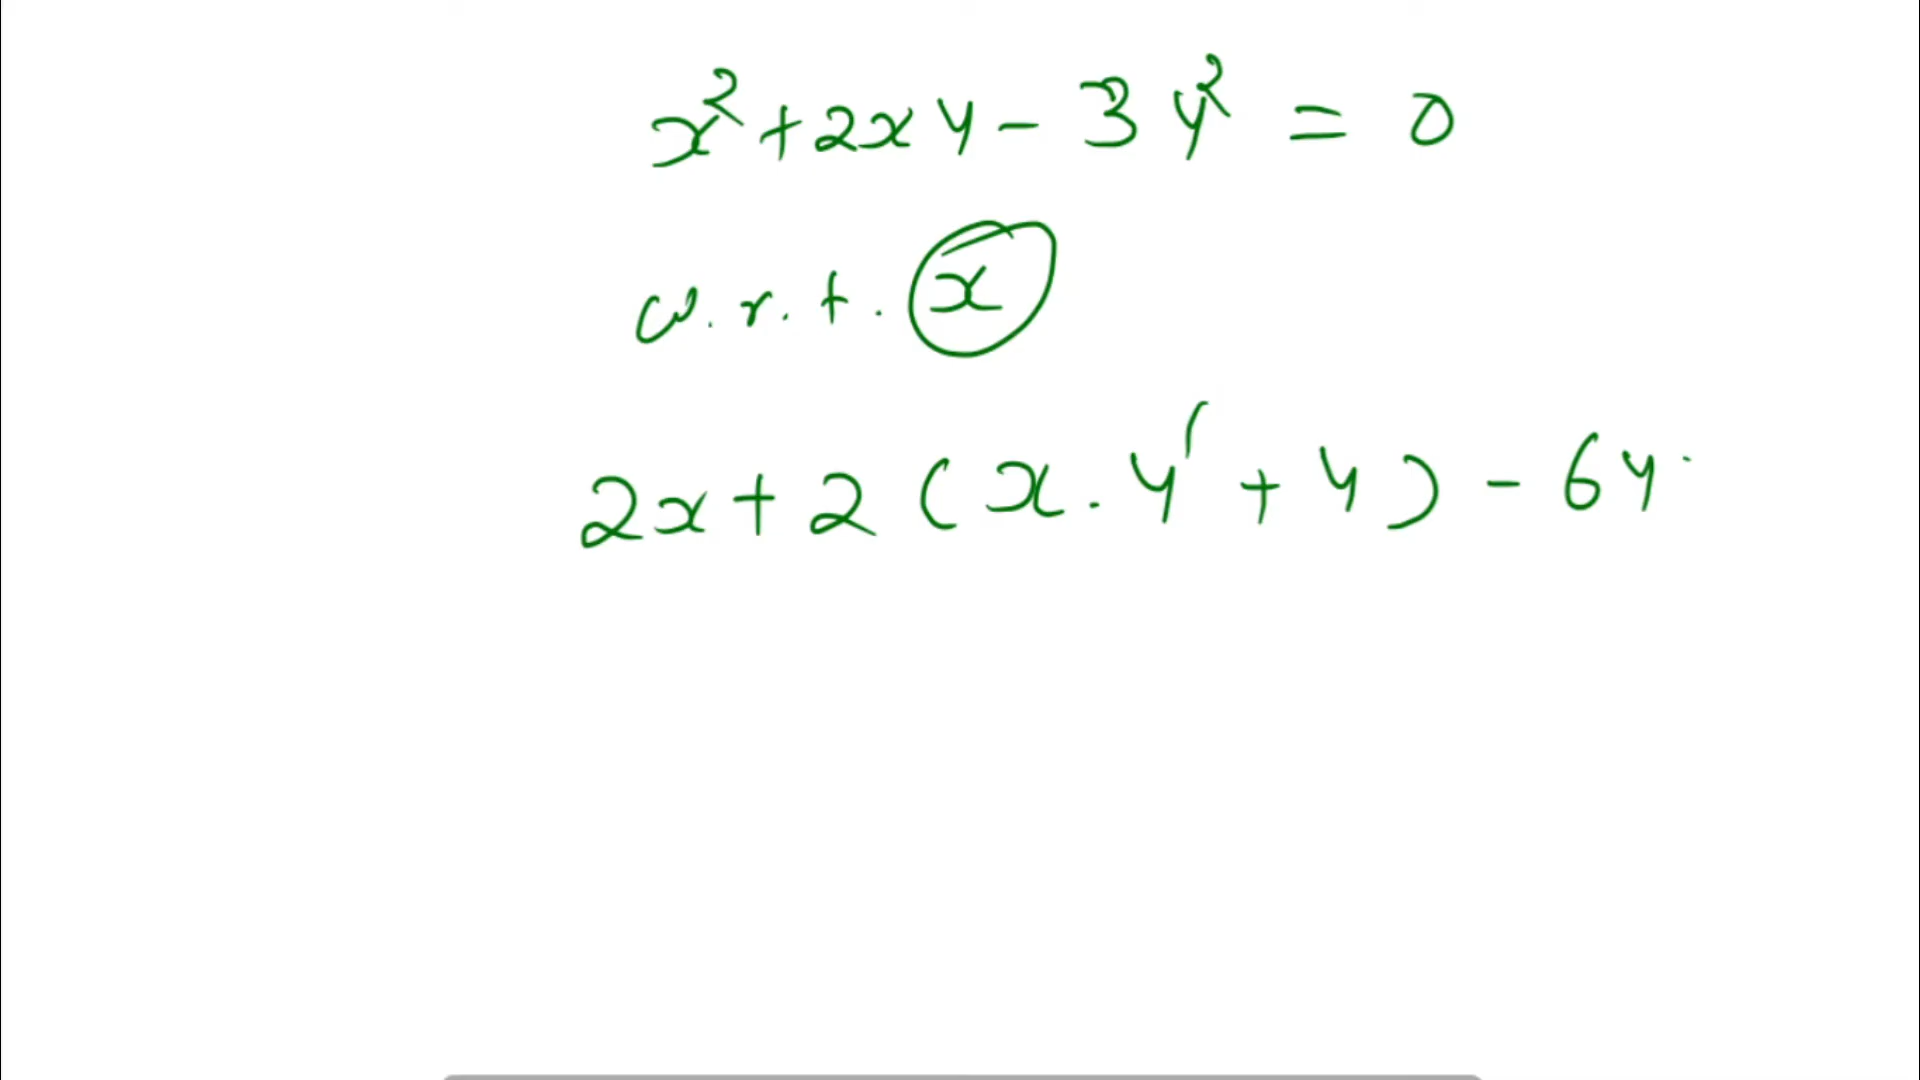 x² + 2xy - 3y² = 0
w.r.t. x
2x + 2 (x . y' + y) - 6y .